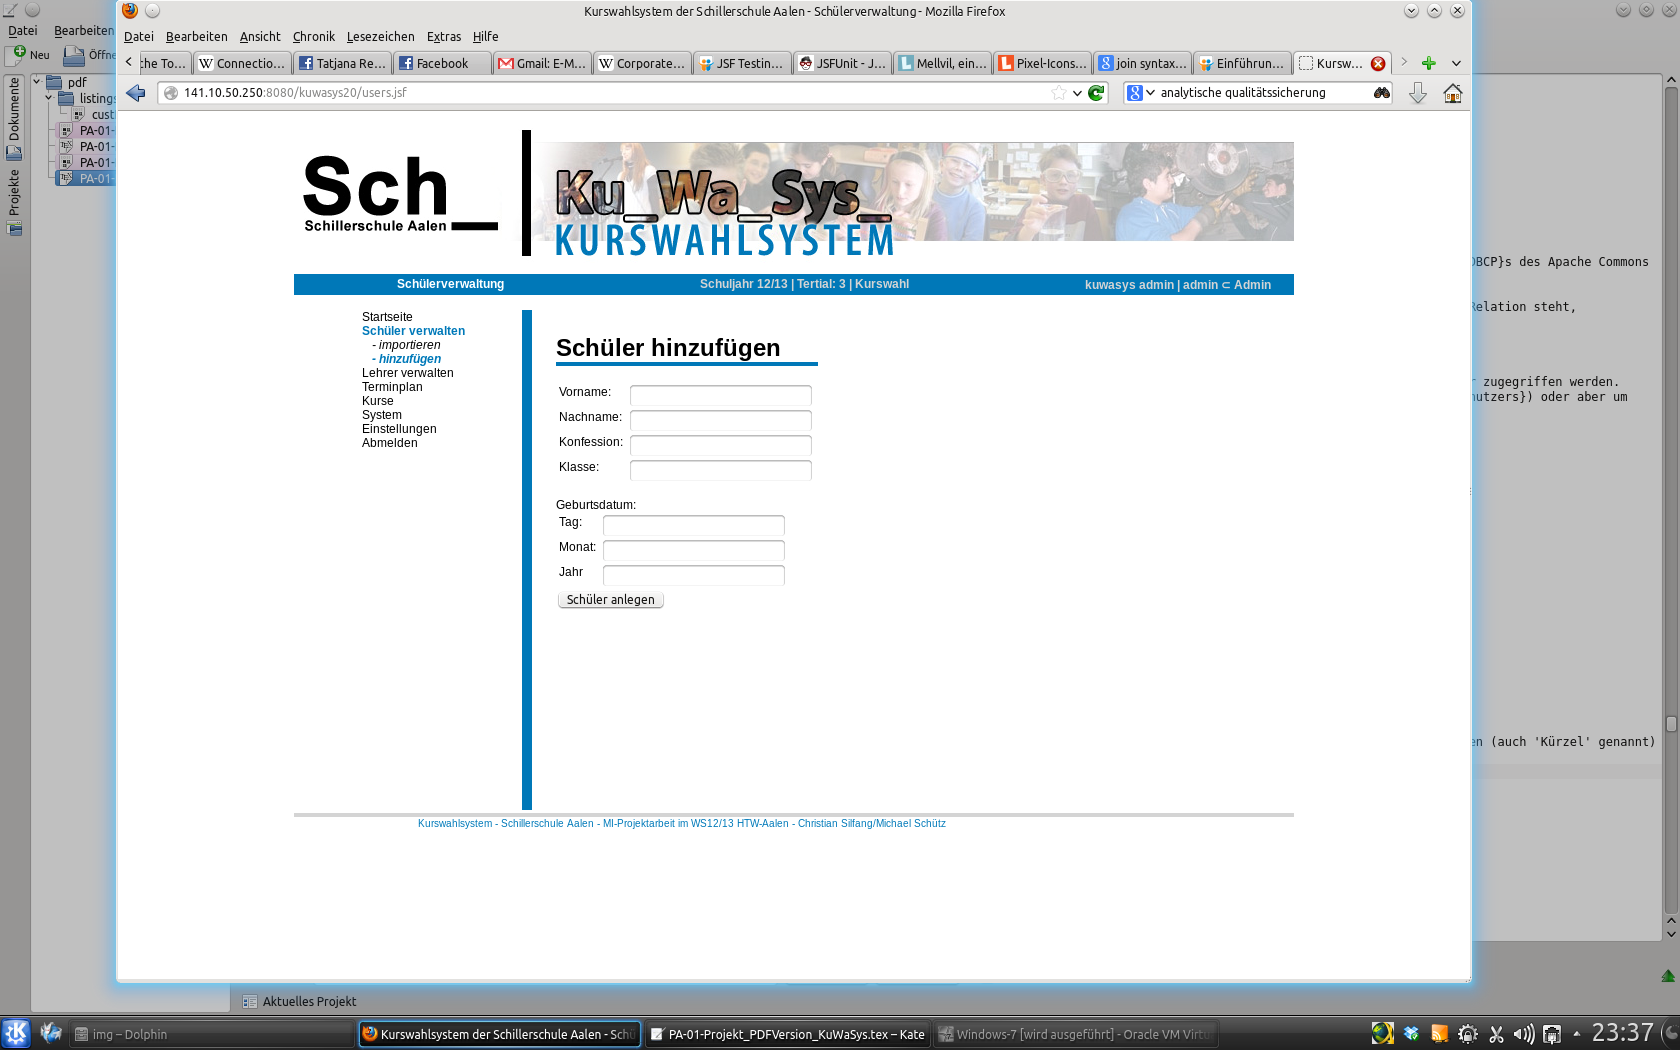 Kurswahlsystem der Schillerschule Aalen - Schülerverwaltung - Mozilla Firefox
Datei Bearbeiten
Datei Bearbeiten Ansicht Chronik Lesezeichen Extras Hilfe
Neu Öffn
che To... Connectio... Tatjana Re... Facebook Gmail: E-M... Corporate... JSF Testin... JSFUnit - J... Mellvil, ein... Pixel-Icons... join syntax... Einführun... Kursw...
141.10.50.250:8080/kuwasys20/users.jsf
analytische qualitätssicherung
Dokumente
Projekte
pdf
listings
cust
PA-01-
PA-01-
PA-01-
PA-01-
Sch_
Schillerschule Aalen
Ku_Wa_Sys_
KURSWAHLSYSTEM
Schülerverwaltung
Schuljahr 12/13 | Tertial: 3 | Kurswahl
kuwasys admin | admin ⊂ Admin
Startseite
Schüler verwalten
- importieren
- hinzufügen
Lehrer verwalten
Terminplan
Kurse
System
Einstellungen
Abmelden
Schüler hinzufügen
Vorname:
Nachname:
Konfession:
Klasse:
Geburtsdatum:
Tag:
Monat:
Jahr
Schüler anlegen
Kurswahlsystem - Schillerschule Aalen - MI-Projektarbeit im WS12/13 HTW-Aalen - Christian Silfang/Michael Schütz
DBCP}s des Apache Commons
Relation steht,
r zugegriffen werden.
nutzers}) oder aber um
en (auch 'Kürzel' genannt)
Aktuelles Projekt
img – Dolphin
Kurswahlsystem der Schillerschule Aalen - Schü
PA-01-Projekt_PDFVersion_KuWaSys.tex – Kate
Windows-7 [wird ausgeführt] - Oracle VM Virtu
23:37